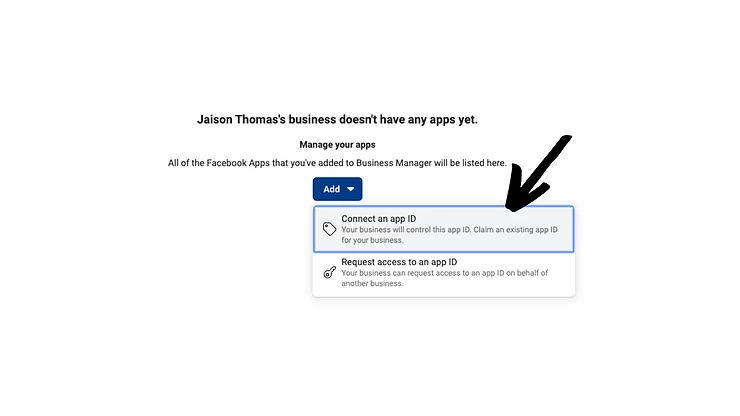 Jaison Thomas's business doesn't have any apps yet.
Manage your apps
All of the Facebook Apps that you've added to Business Manager will be listed here.
Add
Connect an app ID
Your business will control this app ID. Claim an existing app ID
for your business.
Request access to an app ID
Your business can request access to an app ID on behalf of
another business.